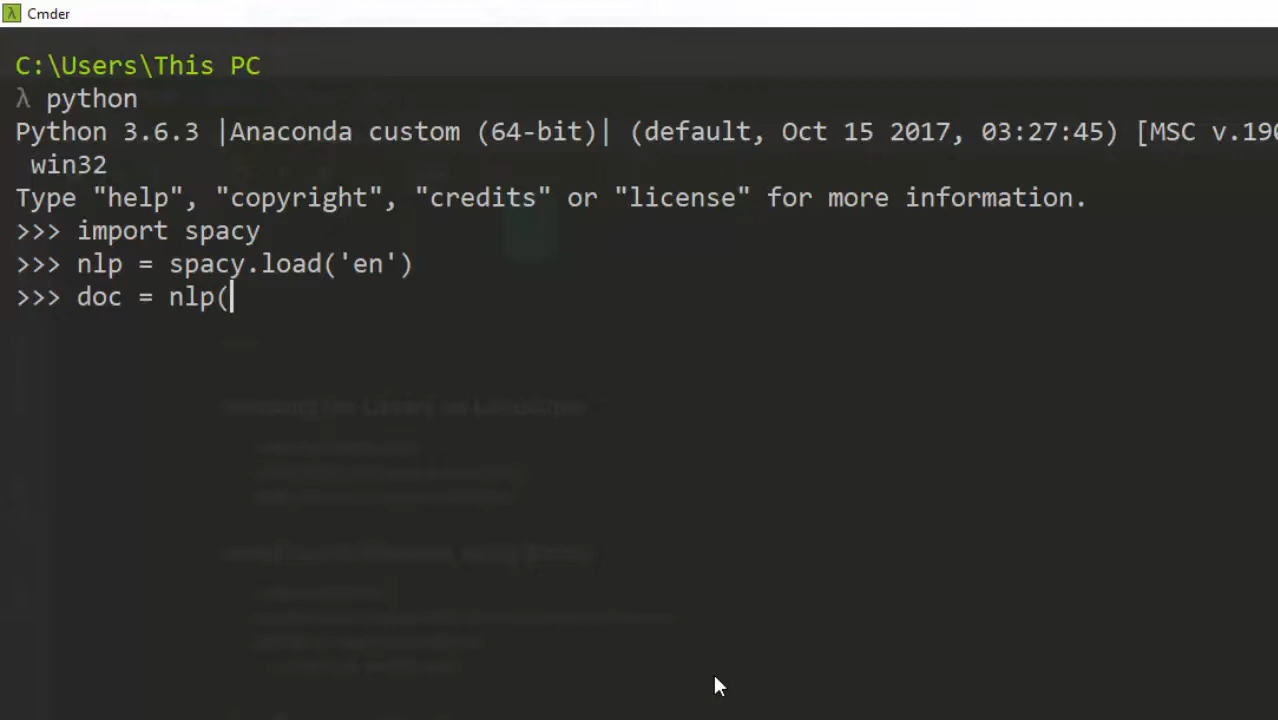 λ Cmder
C:\Users\This PC
λ python
Python 3.6.3 |Anaconda custom (64-bit)| (default, Oct 15 2017, 03:27:45) [MSC v.190
win32
Type "help", "copyright", "credits" or "license" for more information.
>>> import spacy
>>> nlp = spacy.load('en')
>>> doc = nlp(